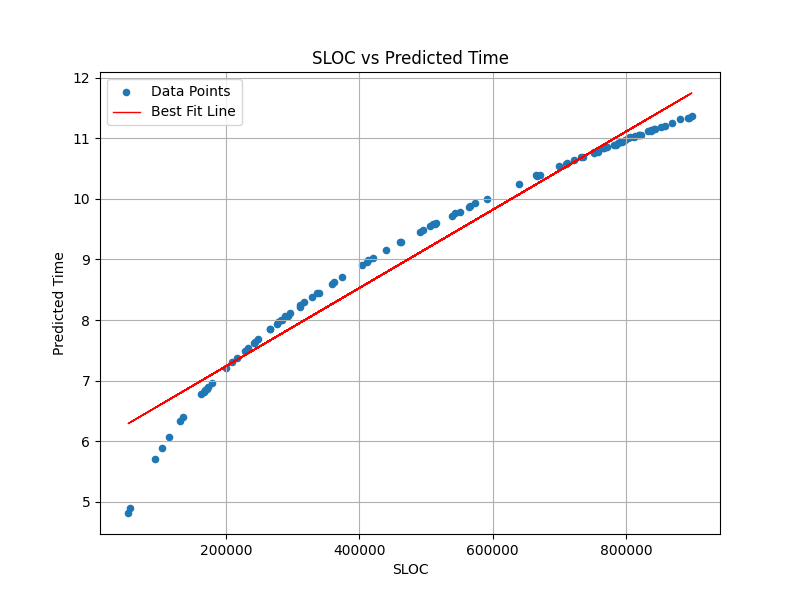 SLOC vs Predicted Time
Data Points
Best Fit Line
12
11
10
9
8
7
6
5
Predicted Time
200000
400000
600000
800000
SLOC